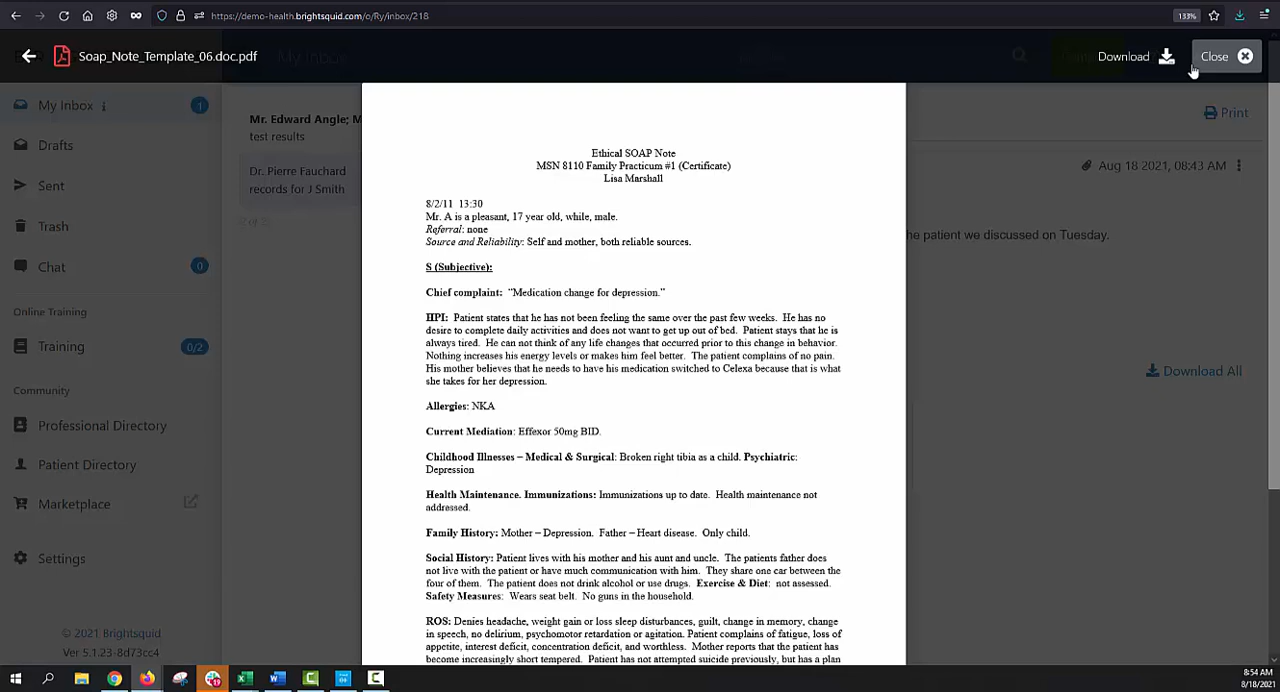 https://demo-health.brightsquid.com/o/Ry/inbox/218
133%
Soap_Note_Template_06.doc.pdf
My Inbox
Download
Close
My Inbox
1
Drafts
Sent
Trash
Chat
0
Online Training
Training
0/2
Community
Professional Directory
Patient Directory
Marketplace
Settings
© 2021 Brightsquid
Ver 5.1.23-8d73cc4
Mr. Edward Angle; M
test results
Dr. Pierre Fauchard
records for J Smith
2 of 2
Print
Aug 18 2021, 08:43 AM
he patient we discussed on Tuesday.
Download All
Ethical SOAP Note
MSN 8110 Family Practicum #1 (Certificate)
Lisa Marshall
8/2/11 13:30
Mr. A is a pleasant, 17 year old, while, male.
Referral: none
Source and Reliability: Self and mother, both reliable sources.
S (Subjective):
Chief complaint: “Medication change for depression.”
HPI: Patient states that he has not been feeling the same over the past few weeks. He has no
desire to complete daily activities and does not want to get up out of bed. Patient stays that he is
always tired. He can not think of any life changes that occurred prior to this change in behavior.
Nothing increases his energy levels or makes him feel better. The patient complains of no pain.
His mother believes that he needs to have his medication switched to Celexa because that is what
she takes for her depression.
Allergies: NKA
Current Mediation: Effexor 50mg BID.
Childhood Illnesses – Medical & Surgical: Broken right tibia as a child. Psychiatric:
Depression
Health Maintenance. Immunizations: Immunizations up to date. Health maintenance not
addressed.
Family History: Mother – Depression. Father – Heart disease. Only child.
Social History: Patient lives with his mother and his aunt and uncle. The patients father does
not live with the patient or have much communication with him. They share one car between the
four of them. The patient does not drink alcohol or use drugs. Exercise & Diet: not assessed.
Safety Measures: Wears seat belt. No guns in the household.
ROS: Denies headache, weight gain or loss sleep disturbances, guilt, change in memory, change
in speech, no delirium, psychomotor retardation or agitation. Patient complains of fatigue, loss of
appetite, interest deficit, concentration deficit, and worthless. Mother reports that the patient has
become increasingly short tempered. Patient has not attempted suicide previously, but has a plan
8:54 AM
8/18/2021